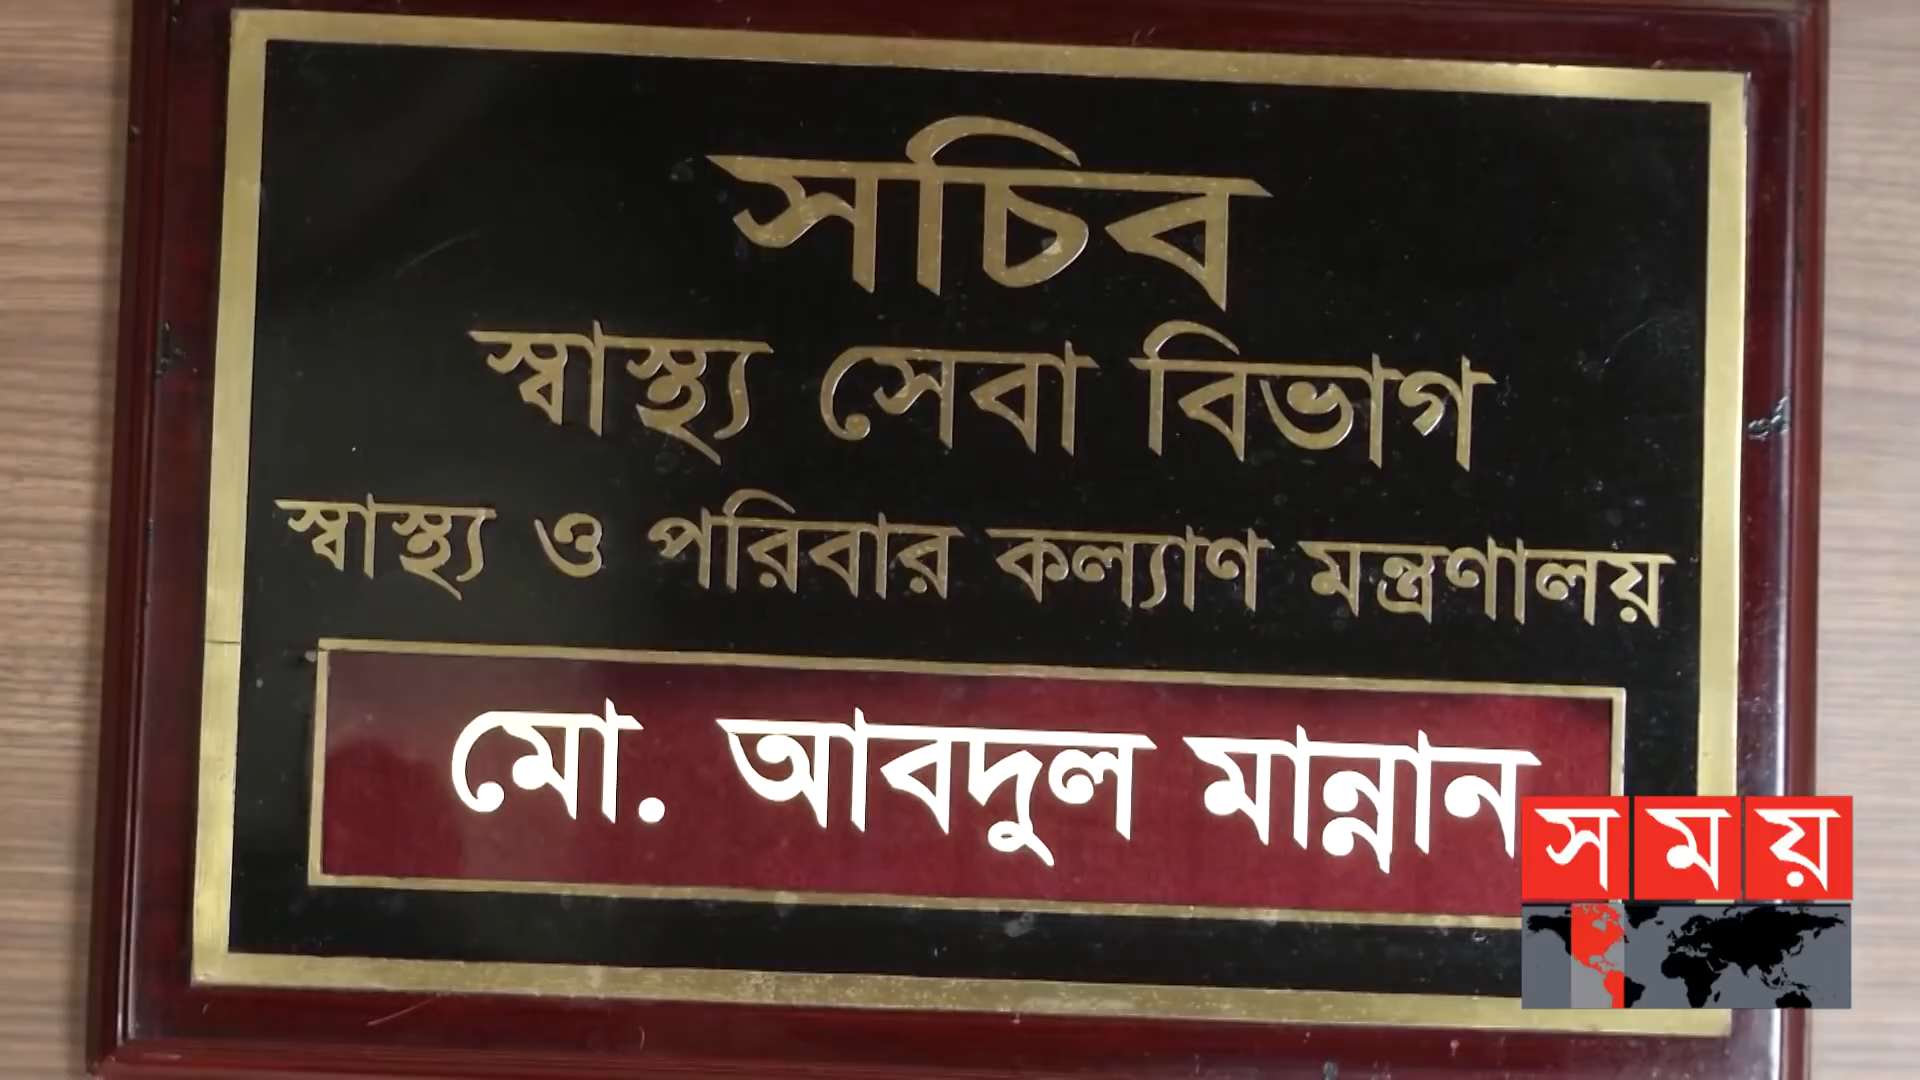 সচিব
স্বাস্থ্য সেবা বিভাগ
স্বাস্থ্য ও পরিবার কল্যাণ মন্ত্রণালয়
মো. আবদুল মান্নান
সময়